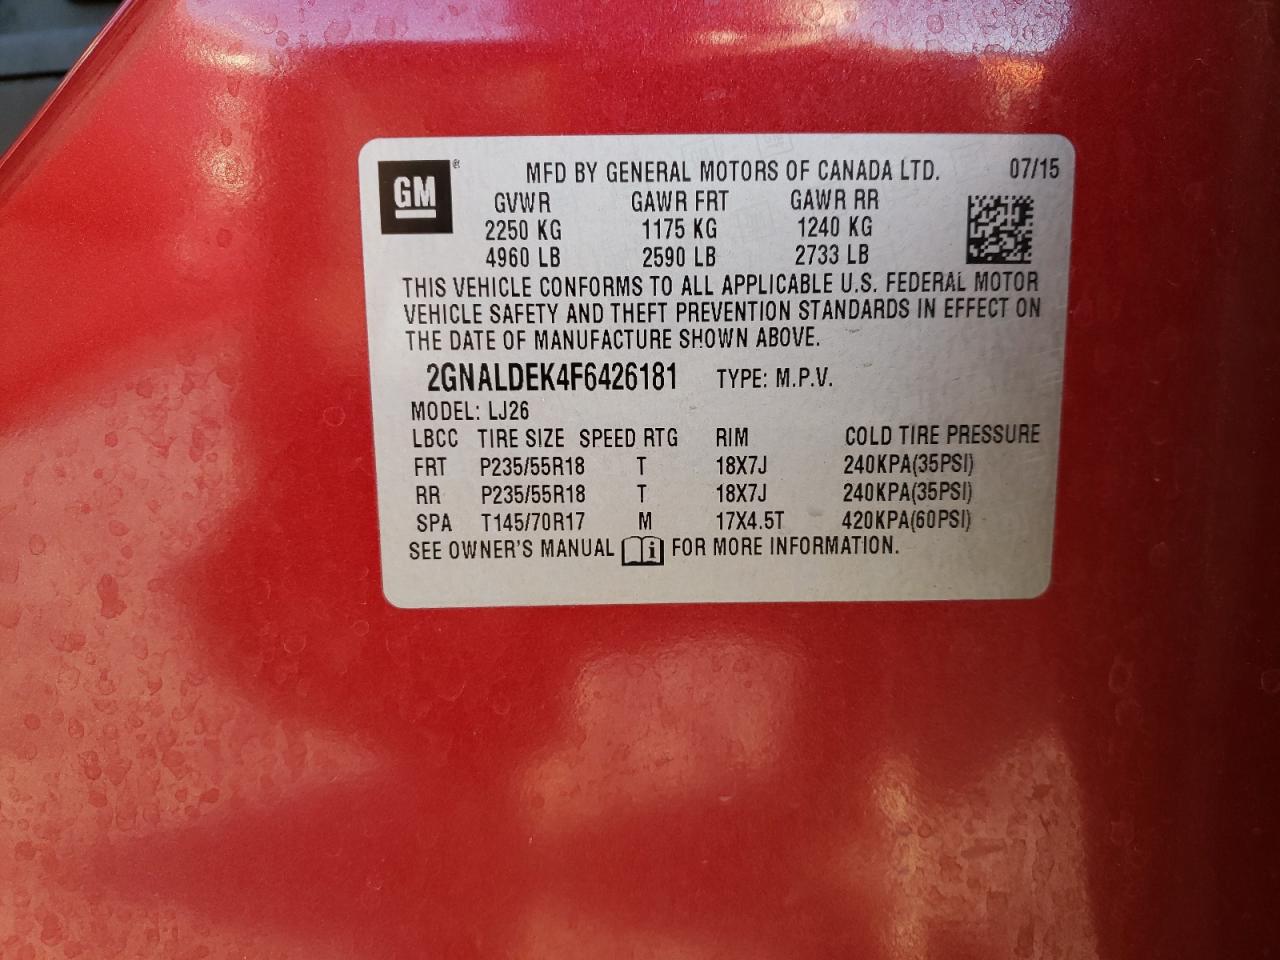 GM ® MFD BY GENERAL MOTORS OF CANADA LTD. 07/15
GVWR GAWR FRT GAWR RR
2250 KG 1175 KG 1240 KG
4960 LB 2590 LB 2733 LB
THIS VEHICLE CONFORMS TO ALL APPLICABLE U.S. FEDERAL MOTOR
VEHICLE SAFETY AND THEFT PREVENTION STANDARDS IN EFFECT ON
THE DATE OF MANUFACTURE SHOWN ABOVE.
2GNALDEK4F6426181 TYPE: M.P.V.
MODEL: LJ26
LBCC TIRE SIZE SPEED RTG RIM COLD TIRE PRESSURE
FRT P235/55R18 T 18X7J 240KPA(35PSI)
RR P235/55R18 T 18X7J 240KPA(35PSI)
SPA T145/70R17 M 17X4.5T 420KPA(60PSI)
SEE OWNER'S MANUAL i FOR MORE INFORMATION.